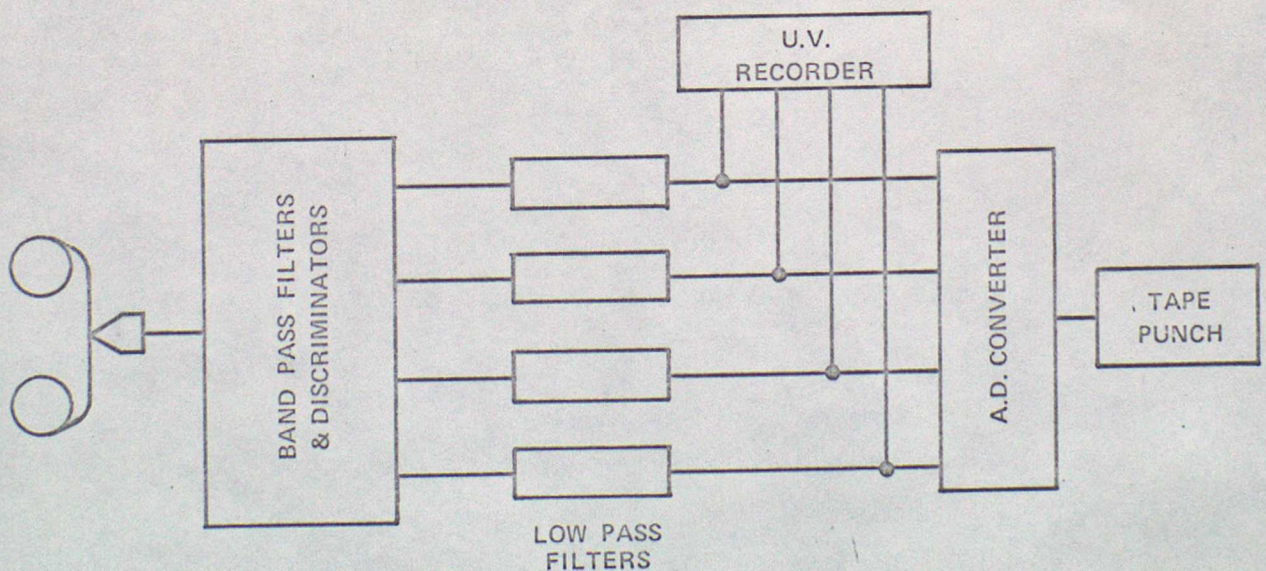 U.V.
RECORDER
BAND PASS FILTERS
& DISCRIMINATORS
A.D. CONVERTER
TAPE
PUNCH
LOW PASS
FILTERS